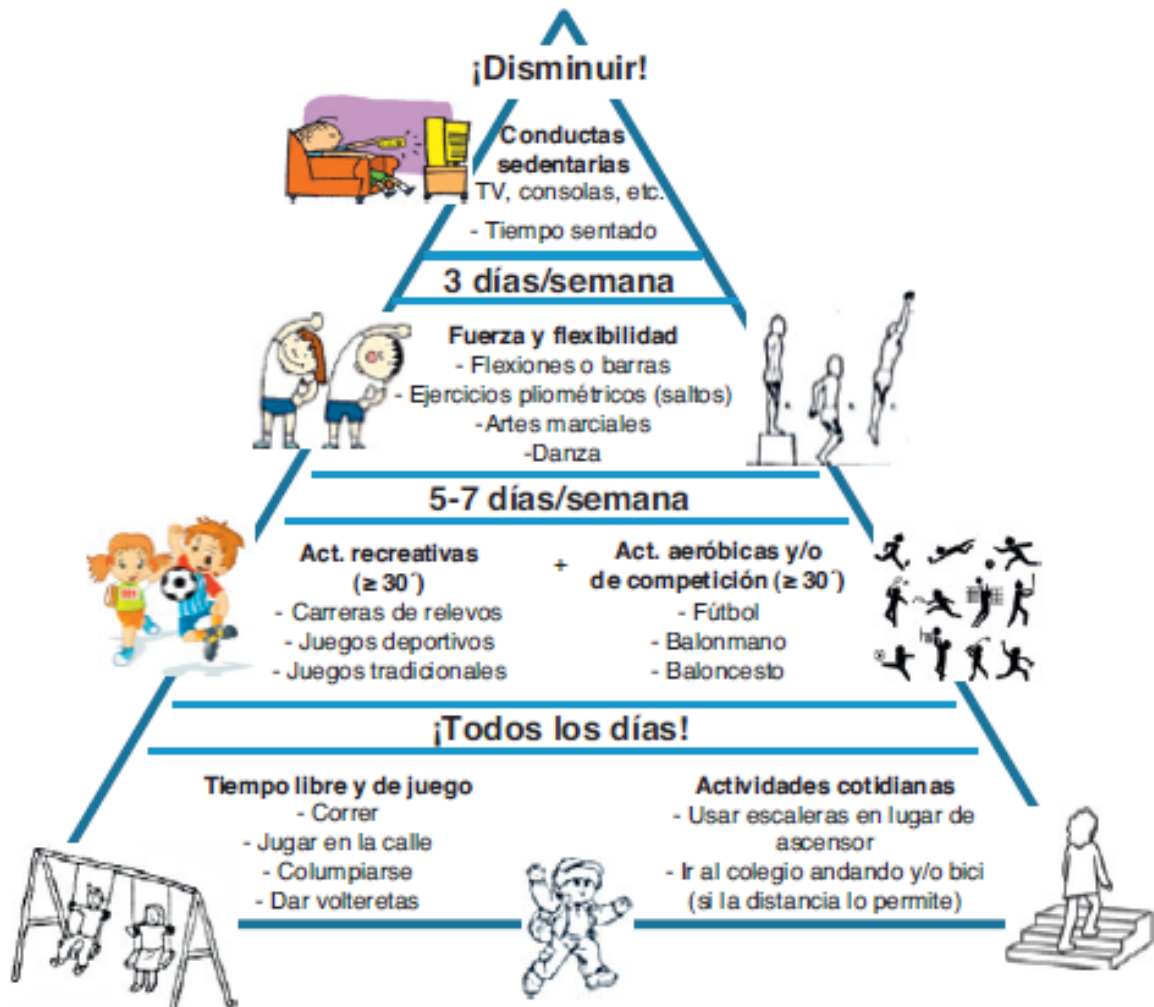 ¡Disminuir!
Conductas
sedentarias
TV, consolas, etc.
- Tiempo sentado
3 días/semana
Fuerza y flexibilidad
- Flexiones o barras
- Ejercicios pliométricos (saltos)
-Artes marciales
-Danza
5-7 días/semana
Act. recreativas
(≥ 30´)
- Carreras de relevos
- Juegos deportivos
- Juegos tradicionales
+
Act. aeróbicas y/o
de competición (≥ 30´)
- Fútbol
- Balonmano
- Baloncesto
¡Todos los días!
Tiempo libre y de juego
- Correr
- Jugar en la calle
- Columpiarse
- Dar volteretas
Actividades cotidianas
- Usar escaleras en lugar de
ascensor
- Ir al colegio andando y/o bici
(si la distancia lo permite)